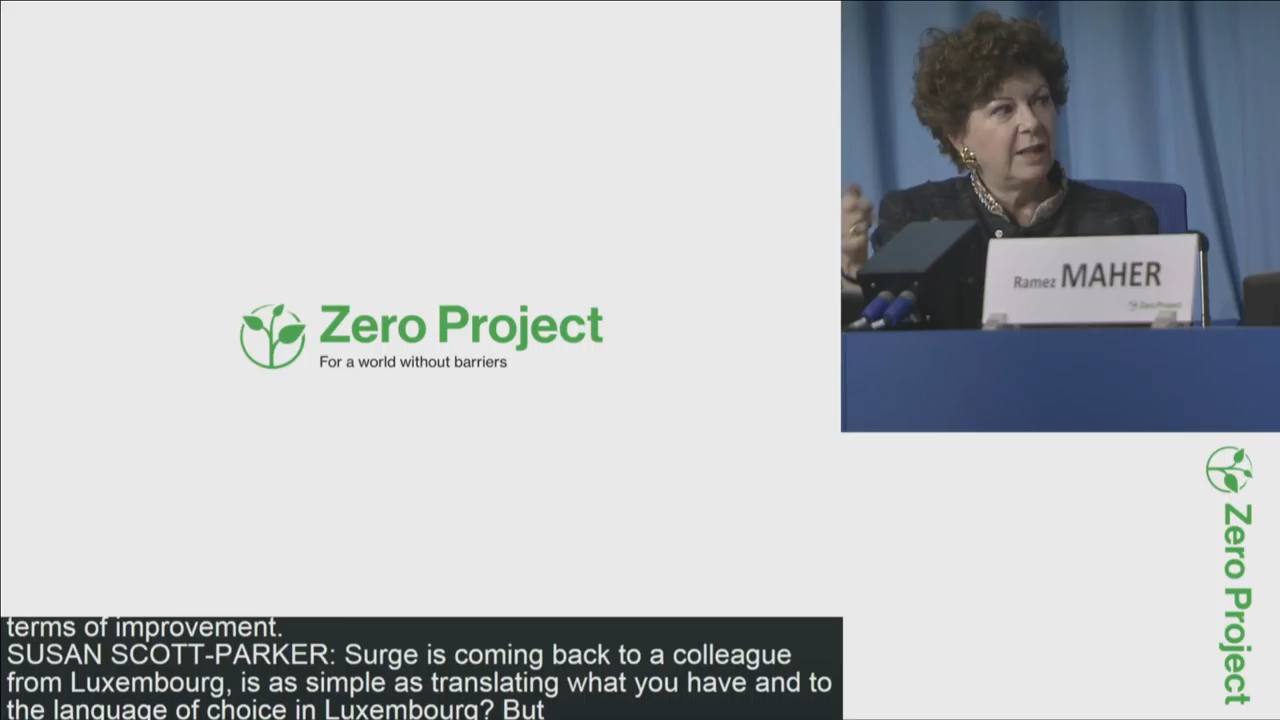 Zero Project
For a world without barriers
Ramez MAHER
Zero Project
Zero Project
terms of improvement.
SUSAN SCOTT-PARKER: Surge is coming back to a colleague
from Luxembourg, is as simple as translating what you have and to
the language of choice in Luxembourg? But